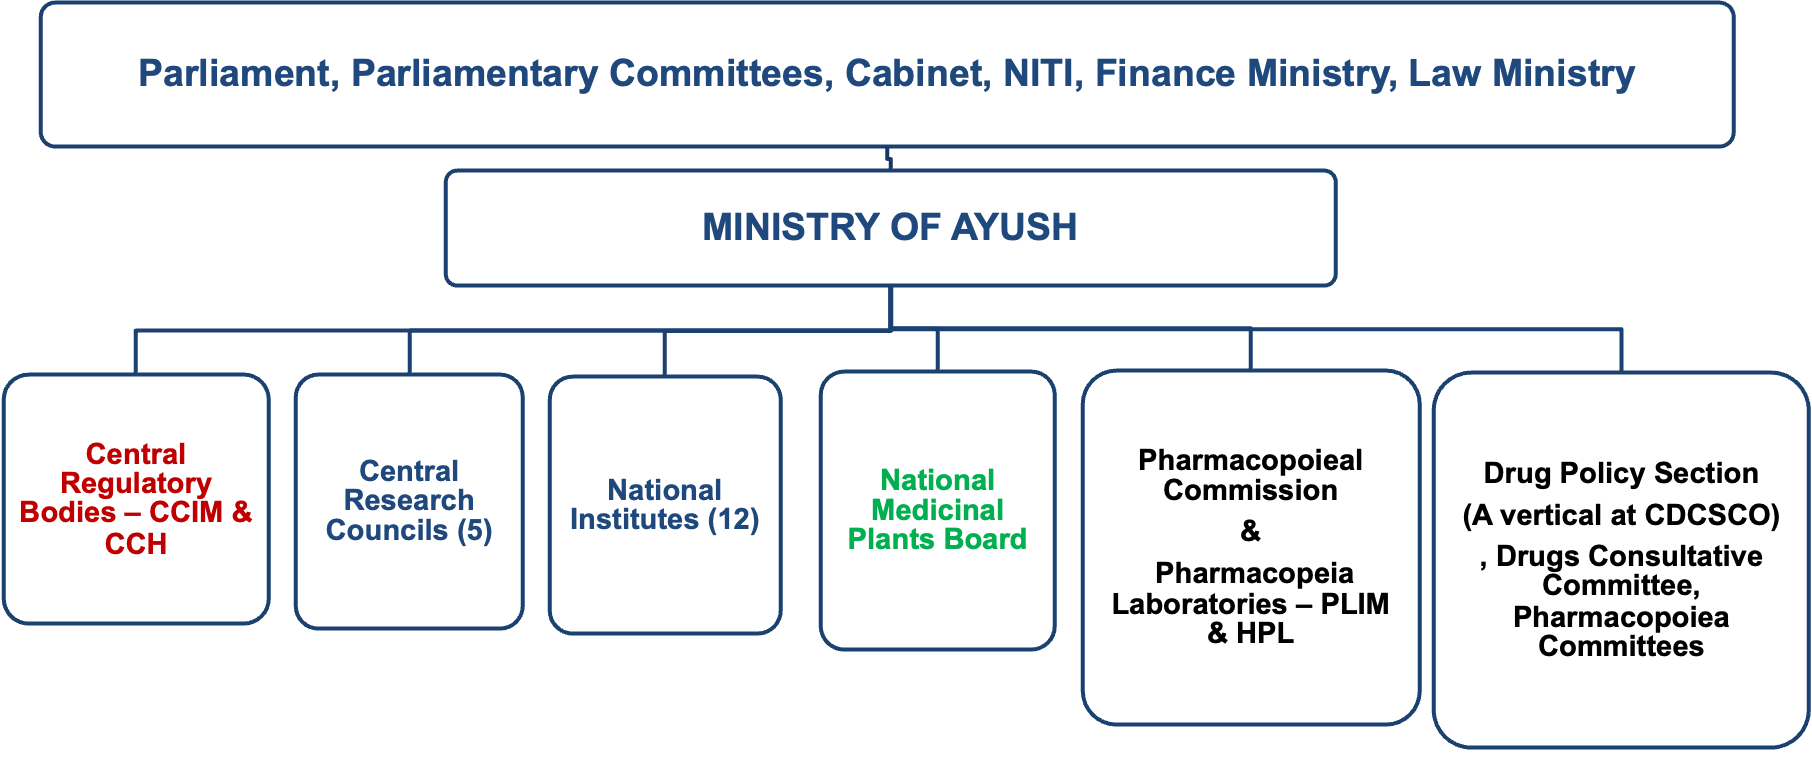 Parliament, Parliamentary Committees, Cabinet, NITI, Finance Ministry, Law Ministry
MINISTRY OF AYUSH
Central
Regulatory
Bodies – CCIM &
CCH
Central
Research
Councils (5)
National
Institutes (12)
National
Medicinal
Plants Board
Pharmacopoieal
Commission
&
Pharmacopeia
Laboratories – PLIM
& HPL
Drug Policy Section
(A vertical at CDCSCO)
, Drugs Consultative
Committee,
Pharmacopoiea
Committees